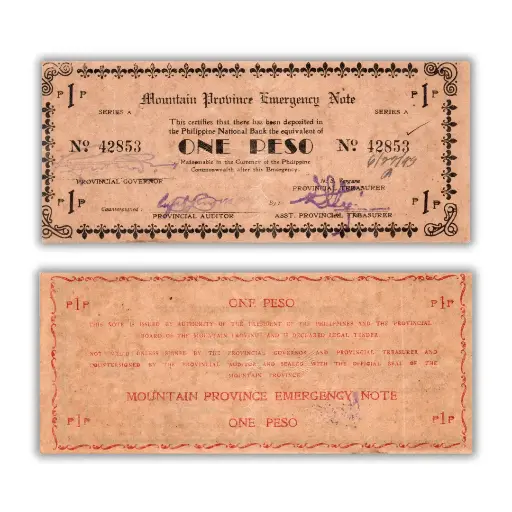 P 1 P P 1 P
SERIES A Mountain Province Emergency Note SERIES A
This certifies that there has been deposited in
the Philippine National Bank the equivalent of
Nº 42853 ONE PESO Nº 42853
Redeemable in the Currency of the Philippine
Commonwealth after this Emergency.
PROVINCIAL GOVERNOR PROVINCIAL TREASURER
Countersigned: By:
P 1 P PROVINCIAL AUDITOR ASST. PROVINCIAL TREASURER P 1 P
P1P ONE PESO P1P
THIS NOTE IS ISSUED BY AUTHORITY OF THE PRESIDENT OF THE PHILIPPINES AND THE PROVINCIAL
BOARD OF THE MOUNTAIN PROVINCE AND IS DECLARED LEGAL TENDER.
NOT VALID UNLESS SIGNED BY THE PROVINCIAL GOVERNOR AND PROVINCIAL TREASURER AND
COUNTERSIGNED BY THE PROVINCIAL AUDITOR AND SEALED WITH THE OFFICIAL SEAL OF THE
MOUNTAIN PROVINCE
MOUNTAIN PROVINCE EMERGENCY NOTE
P1P ONE PESO P1P